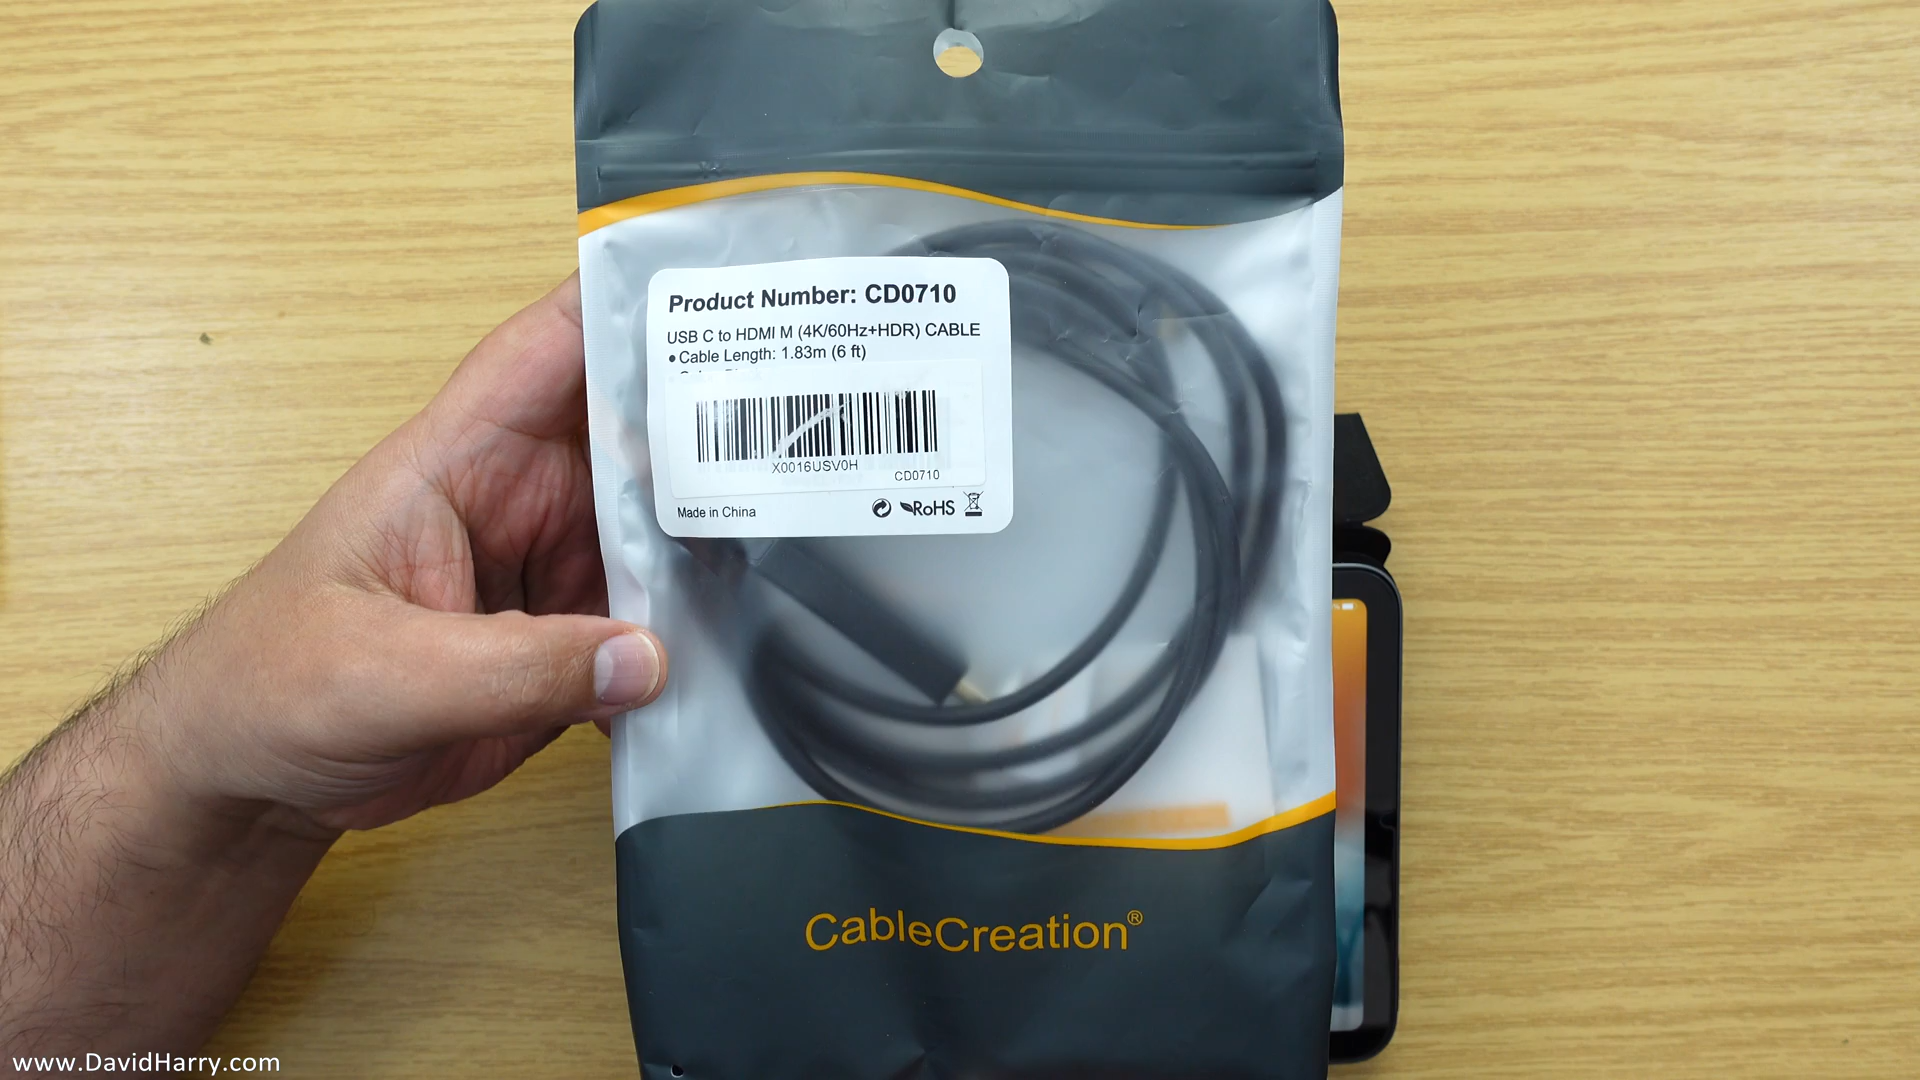 Product Number: CD0710
USB C to HDMI M (4K/60Hz+HDR) CABLE
● Cable Length: 1.83m (6 ft)
X0016USV0H
CD0710
Made in China
RoHS
CableCreation®
www.DavidHarry.com